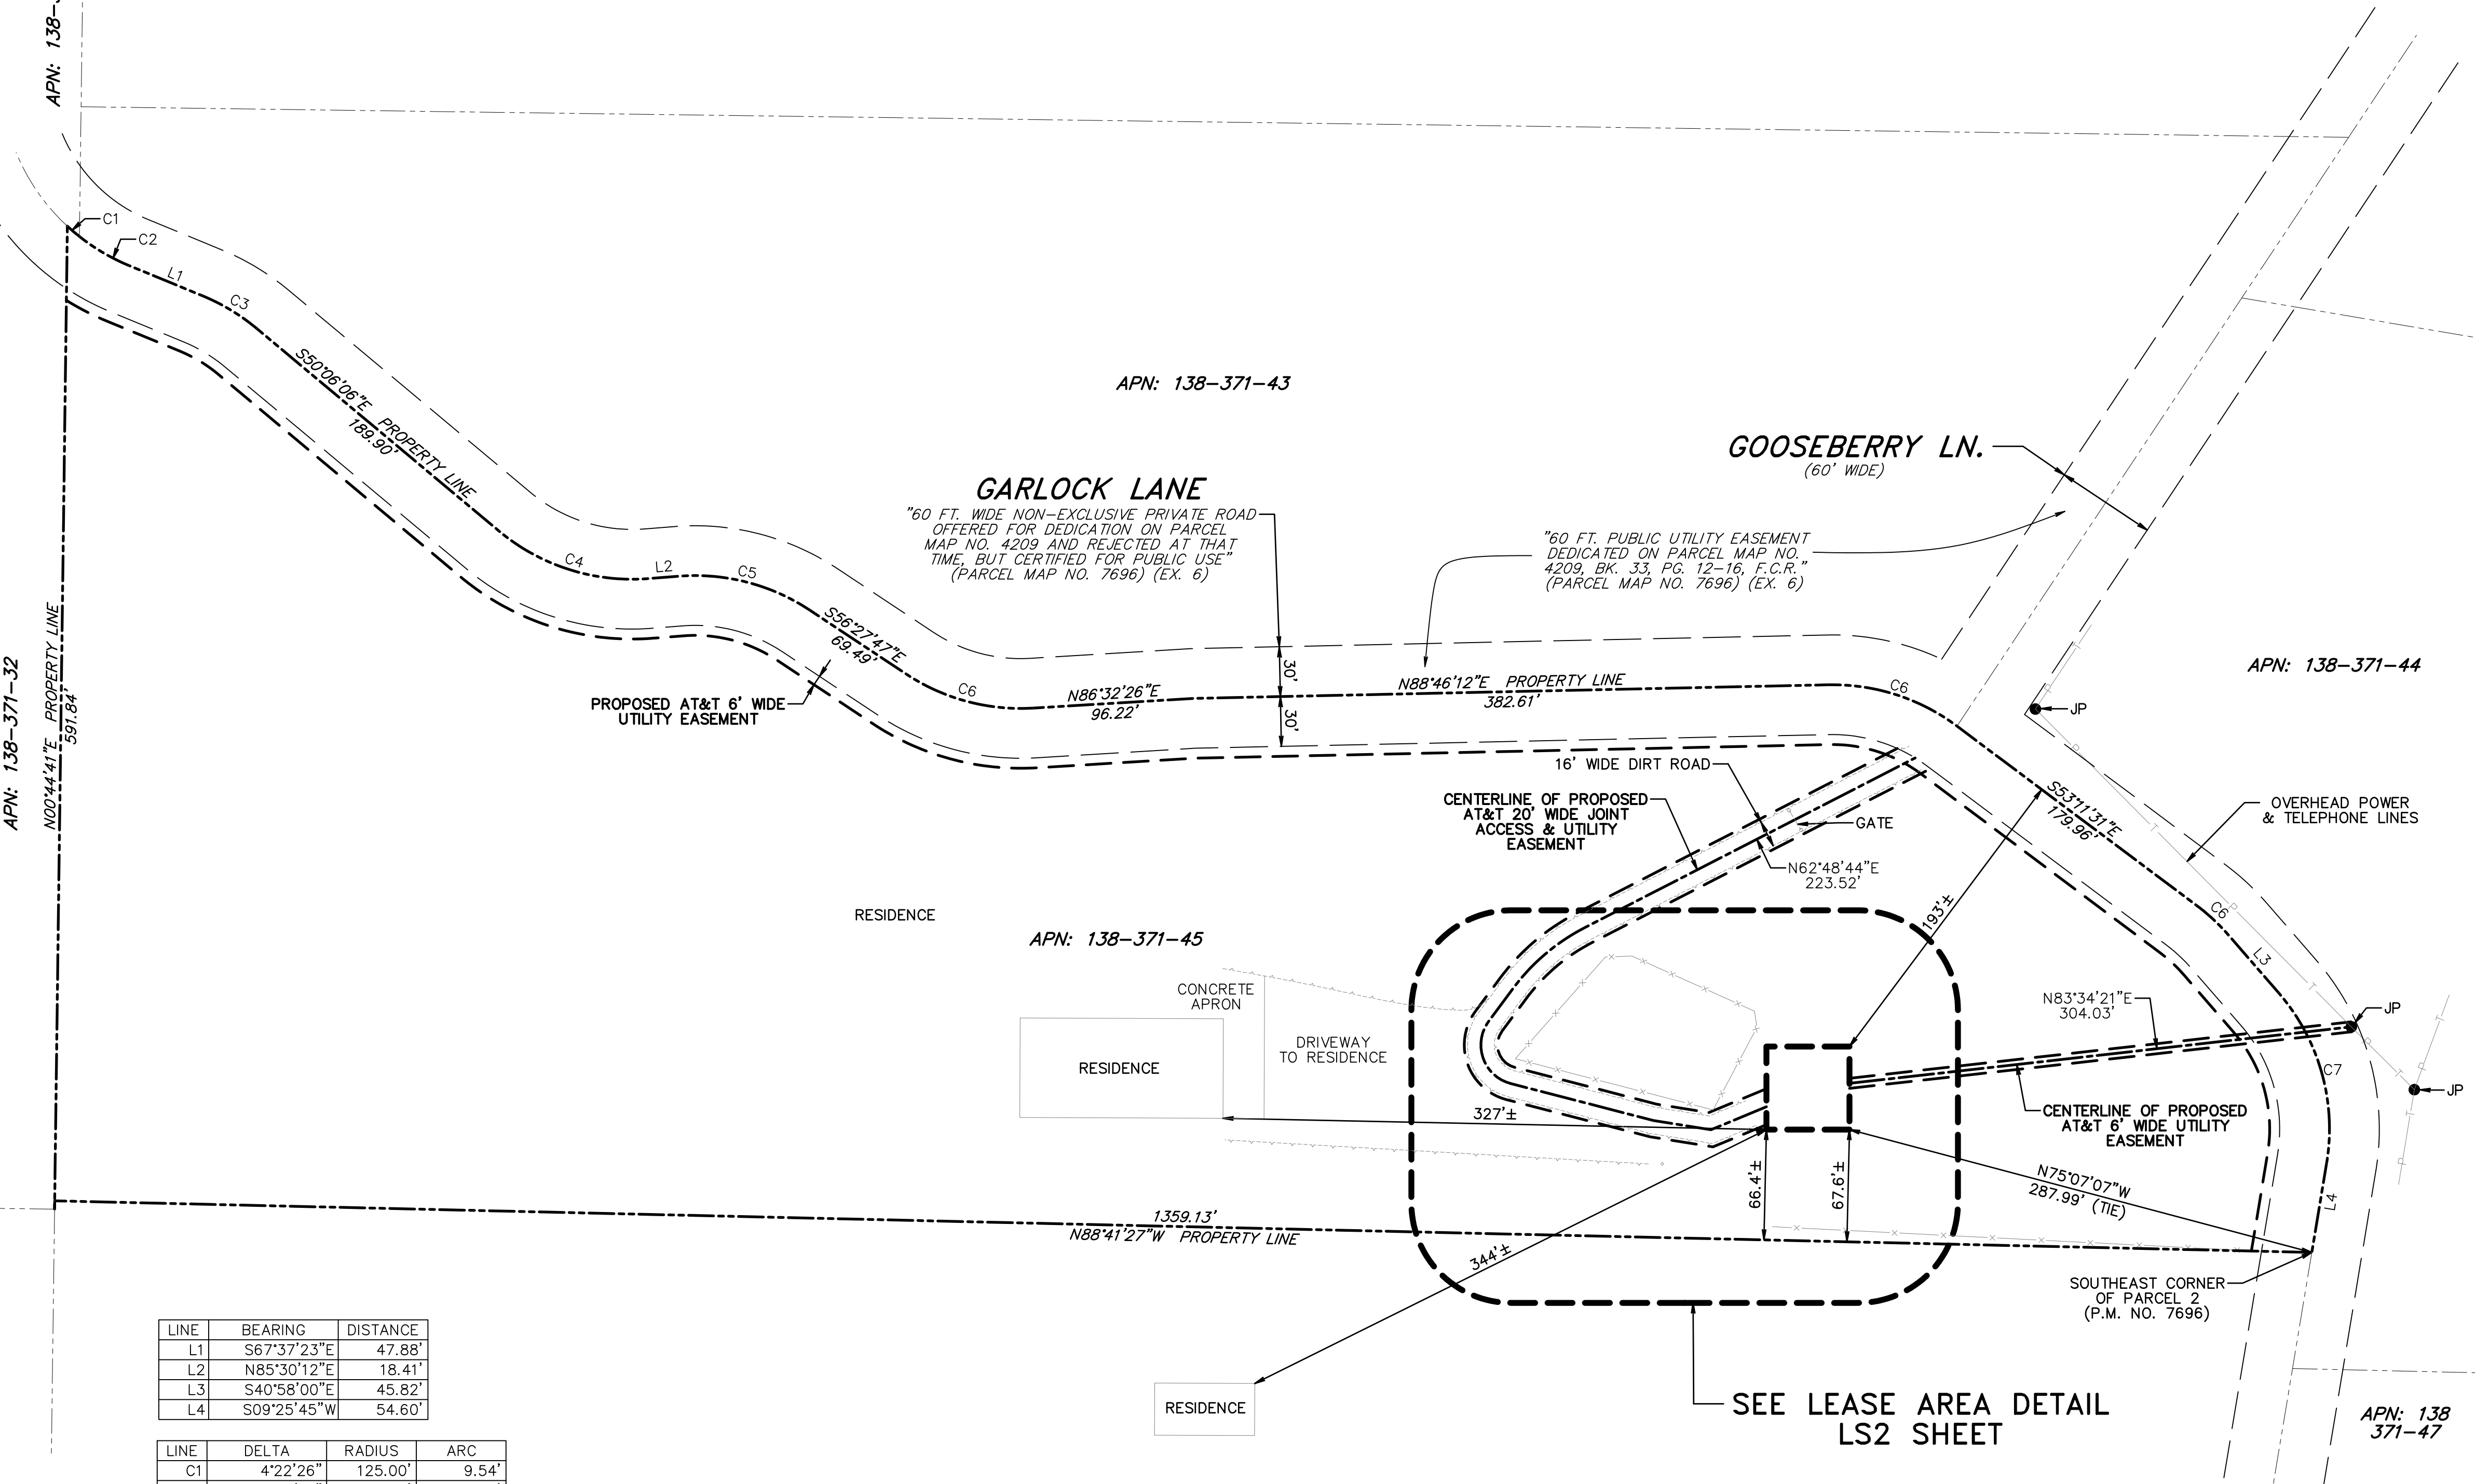 APN: 138-
C1
C2
L1
C3
S50°06'06"E PROPERTY LINE
189.90'
C4
L2
C5
S56°27'47"E
69.49'
C6
N86°32'26"E
96.22'
N88°46'12"E PROPERTY LINE
382.61'
C6
30'
30'
APN: 138-371-43
GARLOCK LANE
"60 FT. WIDE NON-EXCLUSIVE PRIVATE ROAD
OFFERED FOR DEDICATION ON PARCEL
MAP NO. 4209 AND REJECTED AT THAT
TIME, BUT CERTIFIED FOR PUBLIC USE"
(PARCEL MAP NO. 7696) (EX. 6)
GOOSEBERRY LN.
(60' WIDE)
"60 FT. PUBLIC UTILITY EASEMENT
DEDICATED ON PARCEL MAP NO.
4209, BK. 33, PG. 12-16, F.C.R."
(PARCEL MAP NO. 7696) (EX. 6)
APN: 138-371-44
JP
PROPOSED AT&T 6' WIDE
UTILITY EASEMENT
APN: 138-371-32
N00°44'41"E PROPERTY LINE
591.84'
16' WIDE DIRT ROAD
CENTERLINE OF PROPOSED
AT&T 20' WIDE JOINT
ACCESS & UTILITY
EASEMENT
GATE
N62°48'44"E
223.52'
S53°11'31"E
179.96'
OVERHEAD POWER
& TELEPHONE LINES
193'±
C6
L3
RESIDENCE
APN: 138-371-45
CONCRETE
APRON
DRIVEWAY
TO RESIDENCE
RESIDENCE
N83°34'21"E
304.03'
JP
C7
JP
327'±
CENTERLINE OF PROPOSED
AT&T 6' WIDE UTILITY
EASEMENT
66.4'±
67.6'±
N75°07'07"W
287.99' (TIE)
L4
1359.13'
N88°41'27"W PROPERTY LINE
344'±
SOUTHEAST CORNER
OF PARCEL 2
(P.M. NO. 7696)
RESIDENCE
SEE LEASE AREA DETAIL
LS2 SHEET
APN: 138
371-47
LINE BEARING DISTANCE
L1 S67°37'23"E 47.88'
L2 N85°30'12"E 18.41'
L3 S40°58'00"E 45.82'
L4 S09°25'45"W 54.60'
LINE DELTA RADIUS ARC
C1 4°22'26" 125.00' 9.54'